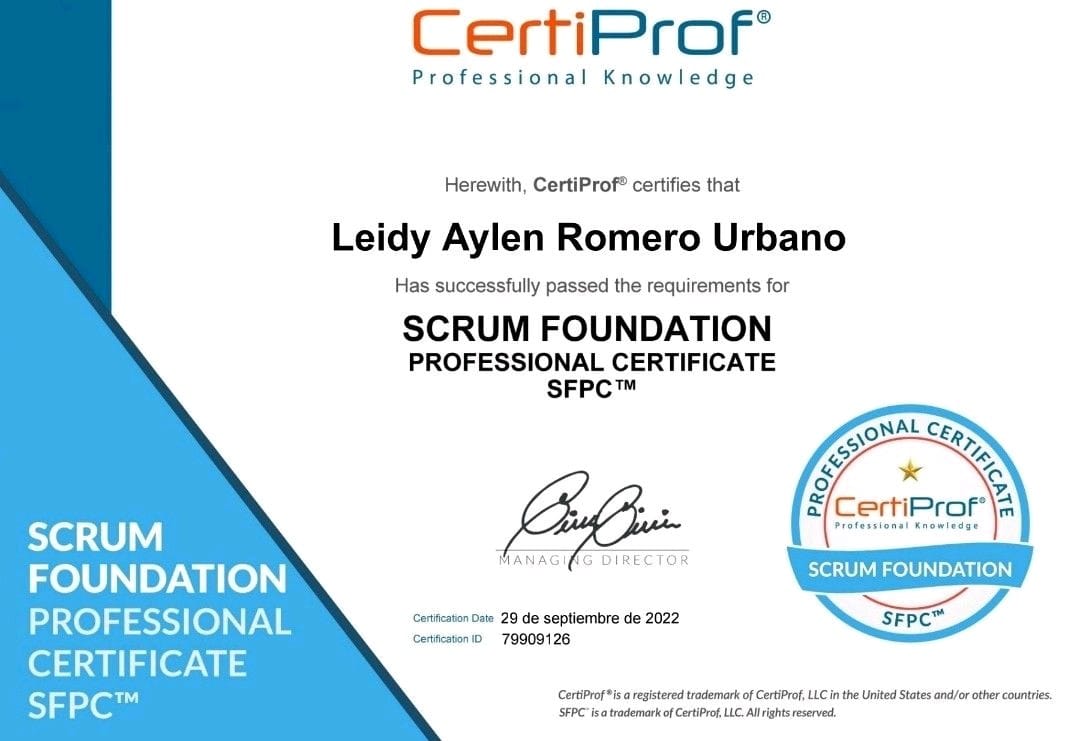 CertiProf®
Professional Knowledge
Herewith, CertiProf® certifies that
Leidy Aylen Romero Urbano
Has successfully passed the requirements for
SCRUM FOUNDATION
PROFESSIONAL CERTIFICATE
SFPC™
MANAGING DIRECTOR
Certification Date 29 de septiembre de 2022
Certification ID 79909126
SCRUM
FOUNDATION
PROFESSIONAL
CERTIFICATE
SFPC™
PROFESSIONAL CERTIFICATE
CertiProf®
Professional Knowledge
SCRUM FOUNDATION
SFPC™
CertiProf® is a registered trademark of CertiProf, LLC in the United States and/or other countries.
SFPC™ is a trademark of CertiProf, LLC. All rights reserved.